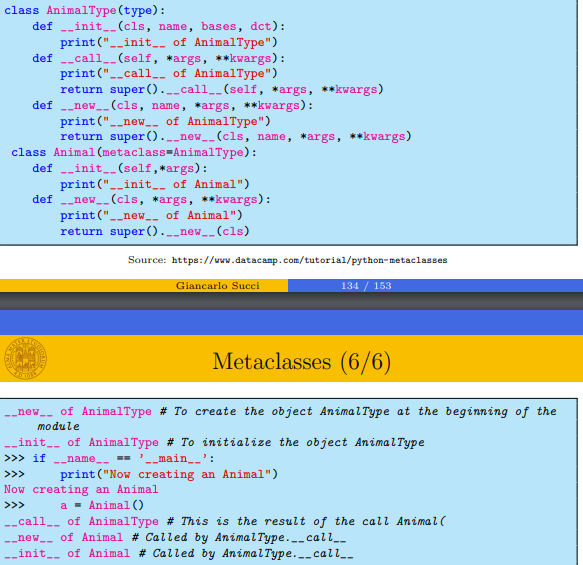 class AnimalType(type):
    def __init__(cls, name, bases, dct):
        print("__init__ of AnimalType")
    def __call__(self, *args, **kwargs):
        print("__call__ of AnimalType")
        return super().__call__(self, *args, **kwargs)
    def __new__(cls, name, *args, **kwargs):
        print("__new__ of AnimalType")
        return super().__new__(cls, name, *args, **kwargs)
 class Animal(metaclass=AnimalType):
    def __init__(self,*args):
        print("__init__ of Animal")
    def __new__(cls, *args, **kwargs):
        print("__new__ of Animal")
        return super().__new__(cls)
Source: https://www.datacamp.com/tutorial/python-metaclasses
Giancarlo Succi 134 / 153
Metaclasses (6/6)
__new__ of AnimalType # To create the object AnimalType at the beginning of the
module
__init__ of AnimalType # To initialize the object AnimalType
>>> if __name__ == '__main__':
>>>     print("Now creating an Animal")
Now creating an Animal
>>>     a = Animal()
__call__ of AnimalType # This is the result of the call Animal(
__new__ of Animal # Called by AnimalType.__call__
__init__ of Animal # Called by AnimalType.__call__